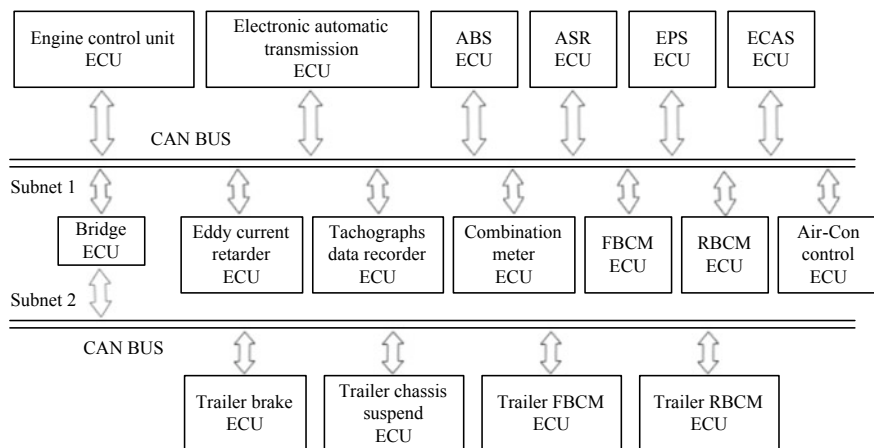 Engine control unit
ECU
Electronic automatic
transmission
ECU
ABS
ECU
ASR
ECU
EPS
ECU
ECAS
ECU
CAN BUS
Subnet 1
Bridge
ECU
Eddy current
retarder
ECU
Tachographs
data recorder
ECU
Combination
meter
ECU
FBCM
ECU
RBCM
ECU
Air-Con
control
ECU
Subnet 2
CAN BUS
Trailer brake
ECU
Trailer chassis
suspend
ECU
Trailer FBCM
ECU
Trailer RBCM
ECU